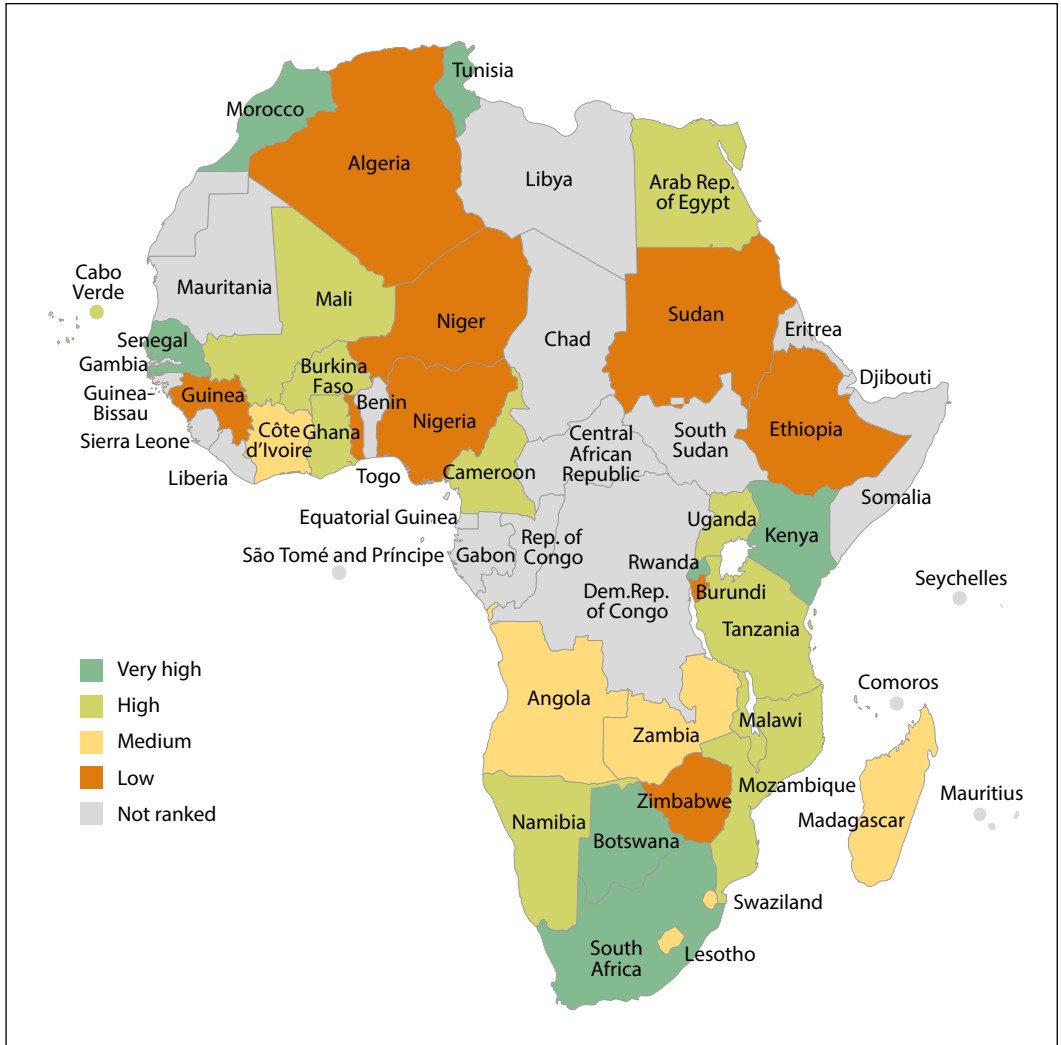 Tunisia
Morocco
Algeria
Libya
Arab Rep.
of Egypt
Cabo
Verde
Mauritania
Mali
Niger
Sudan
Chad
Eritrea
Senegal
Gambia
Guinea-
Bissau
Guinea
Burkina
Faso
Benin
Djibouti
Sierra Leone
Côte
d'Ivoire
Ghana
Nigeria
Central
African
Republic
South
Sudan
Ethiopia
Liberia
Togo
Cameroon
Somalia
Equatorial Guinea
Uganda
Kenya
São Tomé and Príncipe
Gabon
Rep. of
Congo
Rwanda
Seychelles
Dem.Rep.
of Congo
Burundi
Tanzania
Very high
High
Medium
Low
Not ranked
Angola
Comoros
Zambia
Malawi
Mozambique
Mauritius
Zimbabwe
Madagascar
Namibia
Botswana
Swaziland
South
Africa
Lesotho